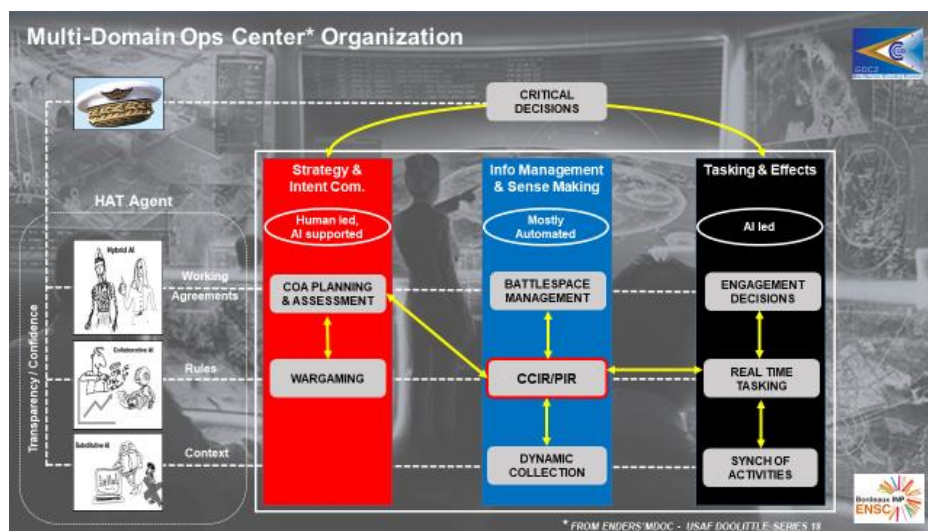 Multi-Domain Ops Center* Organization
GDC2
CRITICAL
DECISIONS
Strategy &
Intent Com.
Info Management
& Sense Making
Tasking & Effects
HAT Agent
Human led,
AI supported
Mostly
Automated
AI led
Hybrid AI
Working
Agreements
COA PLANNING
& ASSESSMENT
BATTLESPACE
MANAGEMENT
ENGAGEMENT
DECISIONS
Transparency / Confidence
Collaborative AI
Rules
WARGAMING
CCIR/PIR
REAL TIME
TASKING
Substitutive AI
Context
DYNAMIC
COLLECTION
SYNCH OF
ACTIVITIES
Bordeaux INP
ENSC
* FROM ENDERS'MDOC - USAF DOOLITTLE SERIES 18